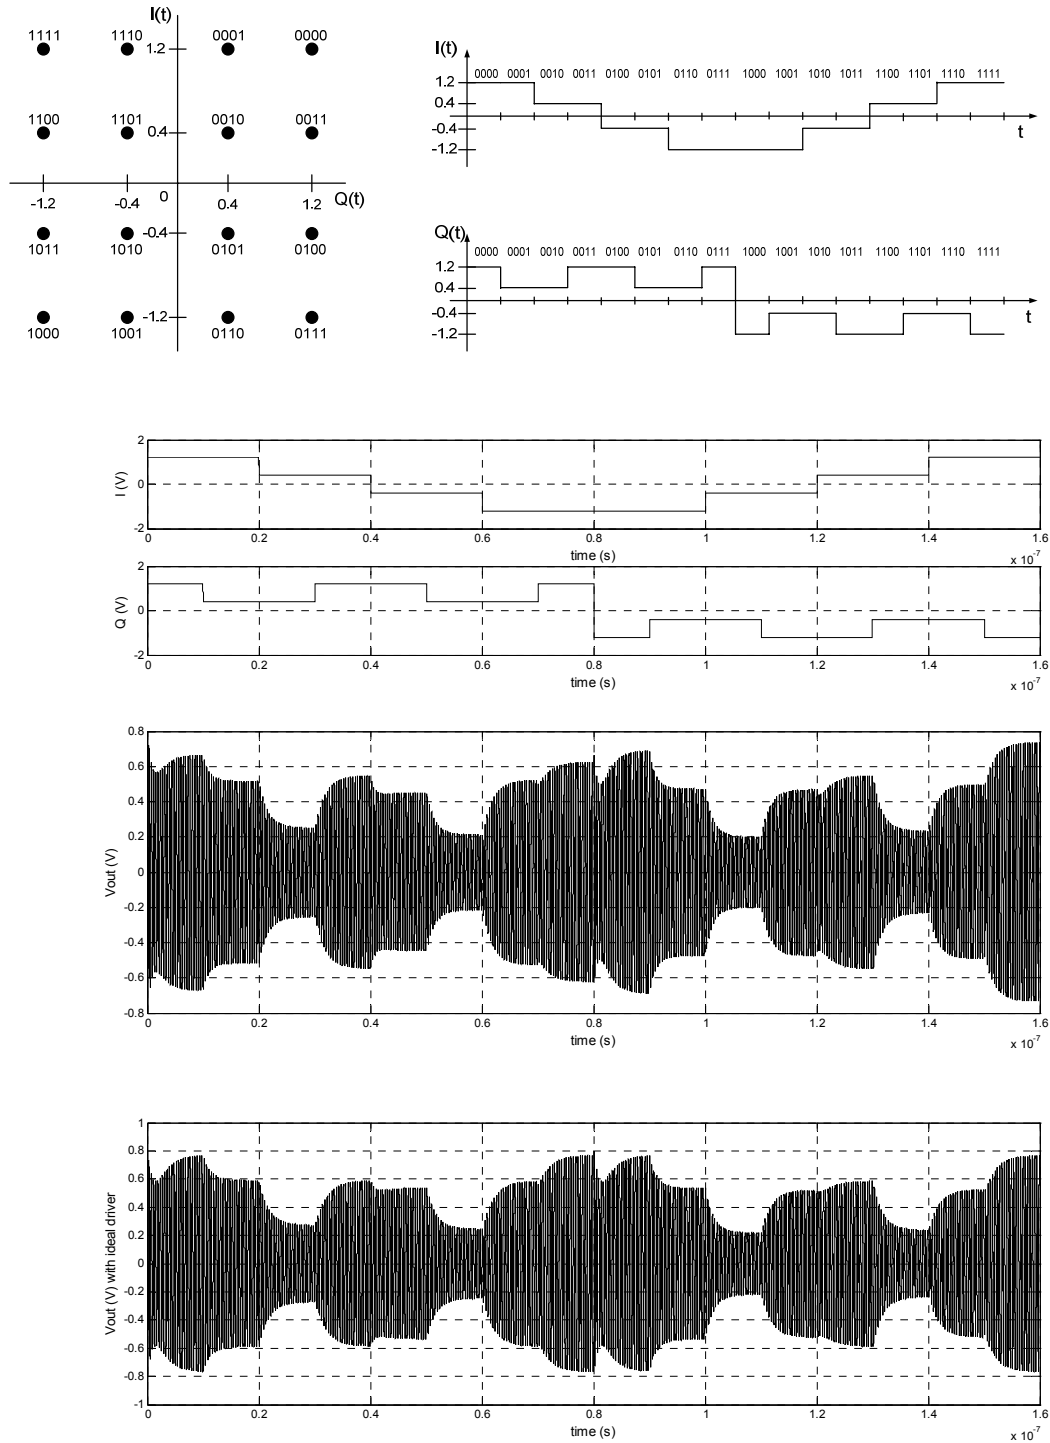 I(t)
1111 1110 0001 0000
1.2
1100 1101 0010 0011
0.4
0
-1.2 -0.4 0.4 1.2 Q(t)
-0.4
1011 1010 0101 0100
-1.2
1000 1001 0110 0111
I(t)
0000 0001 0010 0011 0100 0101 0110 0111 1000 1001 1010 1011 1100 1101 1110 1111
1.2
0.4
-0.4
-1.2
t
Q(t)
0000 0001 0010 0011 0100 0101 0110 0111 1000 1001 1010 1011 1100 1101 1110 1111
1.2
0.4
-0.4
-1.2
t
2
0
-2
I (V)
0 0.2 0.4 0.6 0.8 1 1.2 1.4 1.6
time (s)
x 10-7
2
0
-2
Q (V)
0 0.2 0.4 0.6 0.8 1 1.2 1.4 1.6
time (s)
x 10-7
0.8
0.6
0.4
0.2
0
-0.2
-0.4
-0.6
-0.8
Vout (V)
0 0.2 0.4 0.6 0.8 1 1.2 1.4 1.6
time (s)
x 10-7
1
0.8
0.6
0.4
0.2
0
-0.2
-0.4
-0.6
-0.8
-1
Vout (V) with ideal driver
0 0.2 0.4 0.6 0.8 1 1.2 1.4 1.6
time (s)
x 10-7